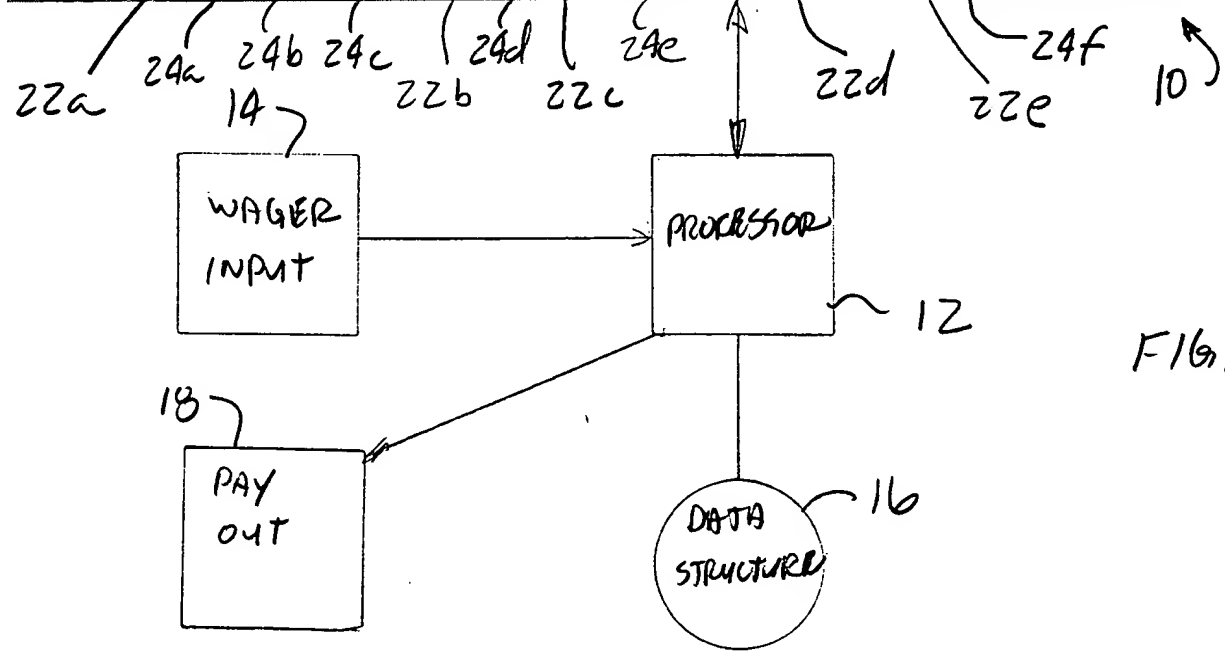 22a 24a 24b 24c 22b 24d 22c 24e 22d 22e 24f 10
14
WAGER
INPUT
PROCESSOR
12
FIG.
18
PAY
OUT
DATA
STRUCTURE
16